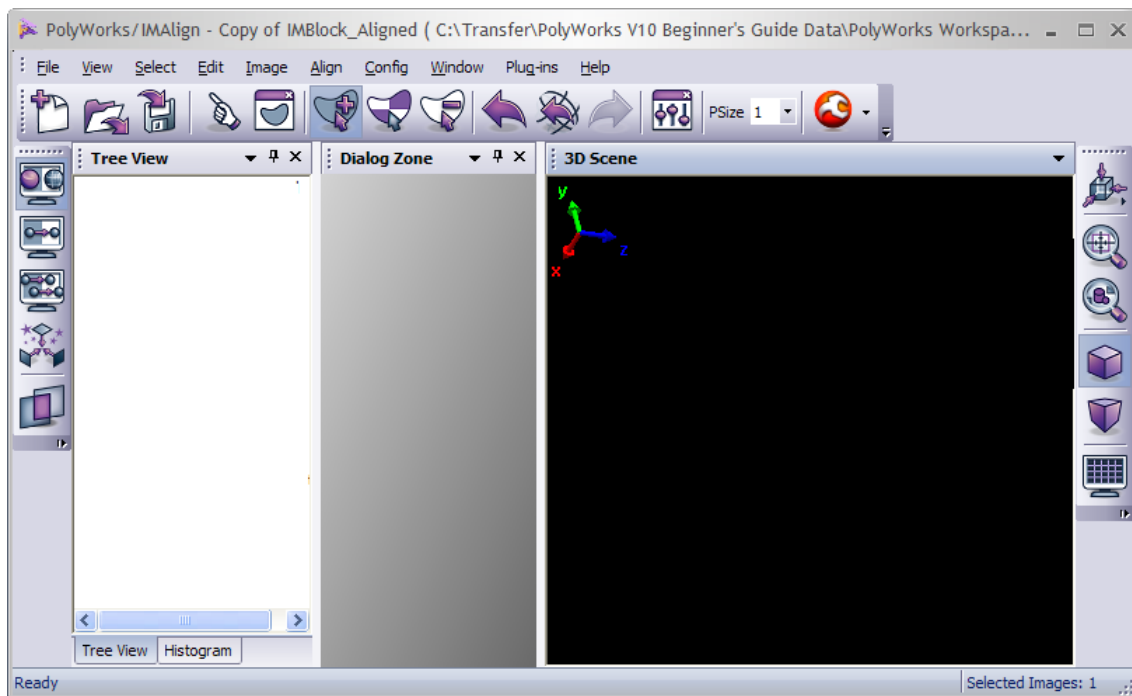 PolyWorks/IMAlign - Copy of IMBlock_Aligned ( C:\Transfer\PolyWorks V10 Beginner's Guide Data\PolyWorks Workspa...
File View Select Edit Image Align Config Window Plug-ins Help
PSize 1
Tree View
Dialog Zone
3D Scene
y
z
x
Tree View Histogram
Ready
Selected Images: 1